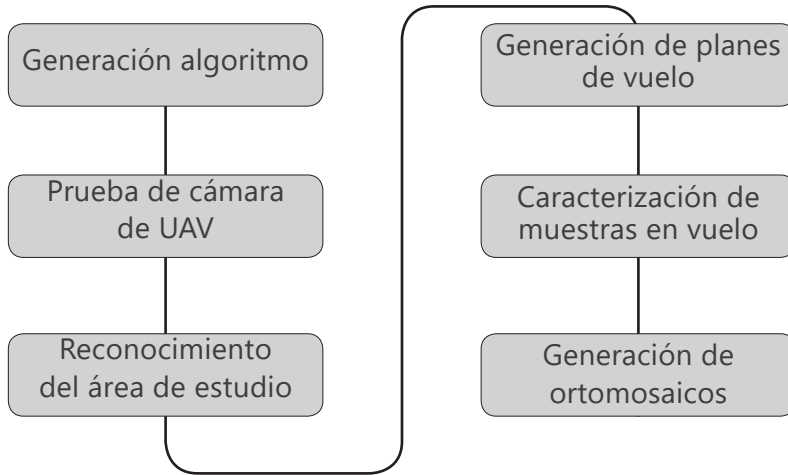 Generación algoritmo
Prueba de cámara
de UAV
Reconocimiento
del área de estudio
Generación de planes
de vuelo
Caracterización de
muestras en vuelo
Generación de
ortomosaicos